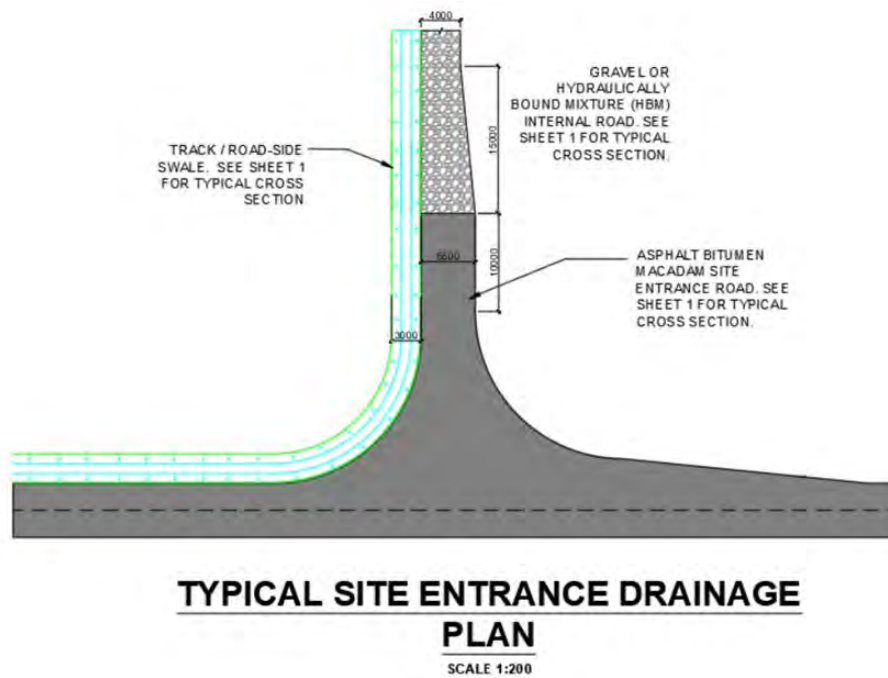 4000
GRAVEL OR
HYDRAULICALLY
BOUND MIXTURE (HBM)
INTERNAL ROAD. SEE
SHEET 1 FOR TYPICAL
CROSS SECTION.
15000
TRACK / ROAD-SIDE
SWALE. SEE SHEET 1
FOR TYPICAL CROSS
SECTION
5500
10000
ASPHALT BITUMEN
MACADAM SITE
ENTRANCE ROAD. SEE
SHEET 1 FOR TYPICAL
CROSS SECTION.
3000
TYPICAL SITE ENTRANCE DRAINAGE
PLAN
SCALE 1:200